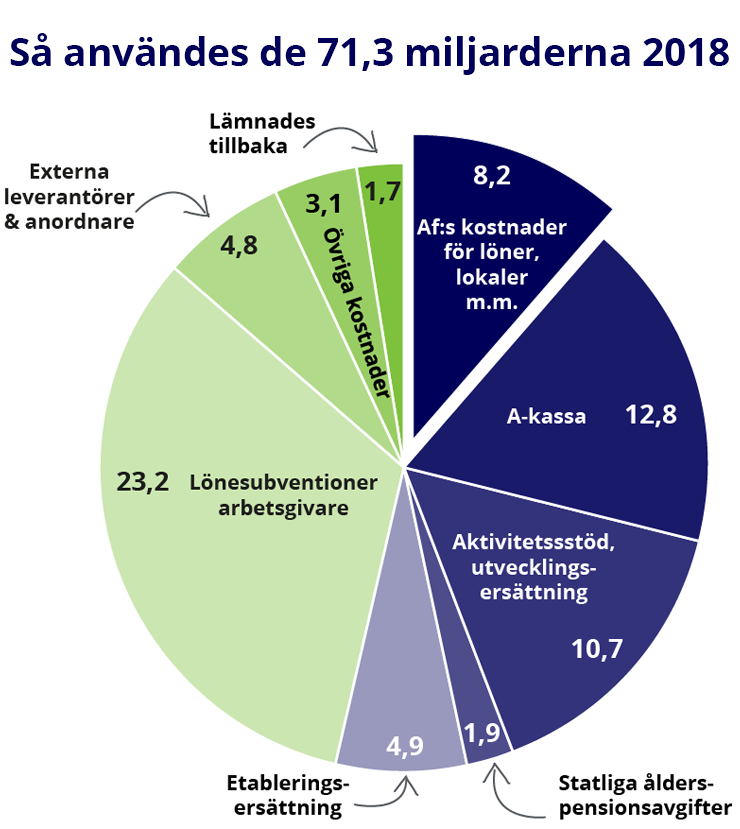 Så användes de 71,3 miljarderna 2018
Lämnades
tillbaka
Externa
leverantörer
& anordnare
8,2
Af:s kostnader
för löner,
lokaler
m.m.
A-kassa
12,8
Aktivitetssstöd,
utvecklings-
ersättning
10,7
1,9
Statliga ålders-
pensionsavgifter
4,9
Etablerings-
ersättning
23,2
Lönesubventioner
arbetsgivare
4,8
3,1
Övriga kostnader
1,7